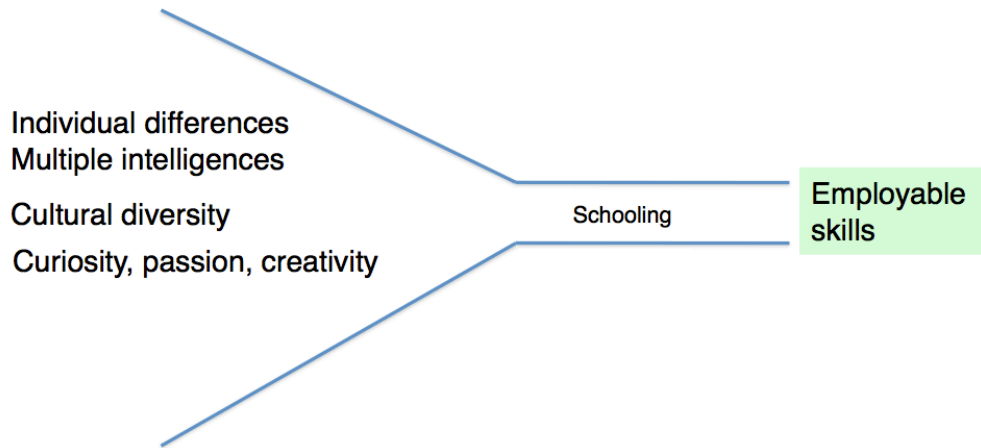 Individual differences
Multiple intelligences
Cultural diversity
Curiosity, passion, creativity
Schooling
Employable
skills